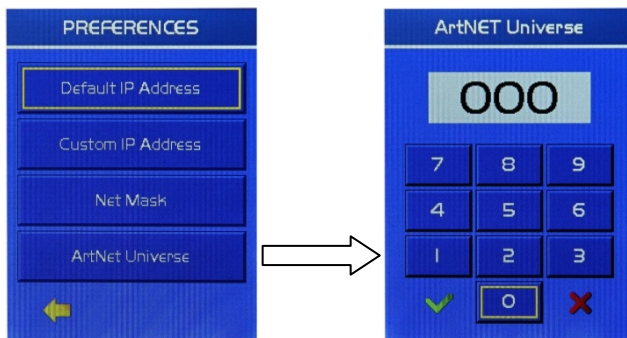 PREFERENCES
Default IP Address
Custom IP Address
Net Mask
ArtNet Universe
ArtNET Universe
000
7 8 9
4 5 6
1 2 3
0